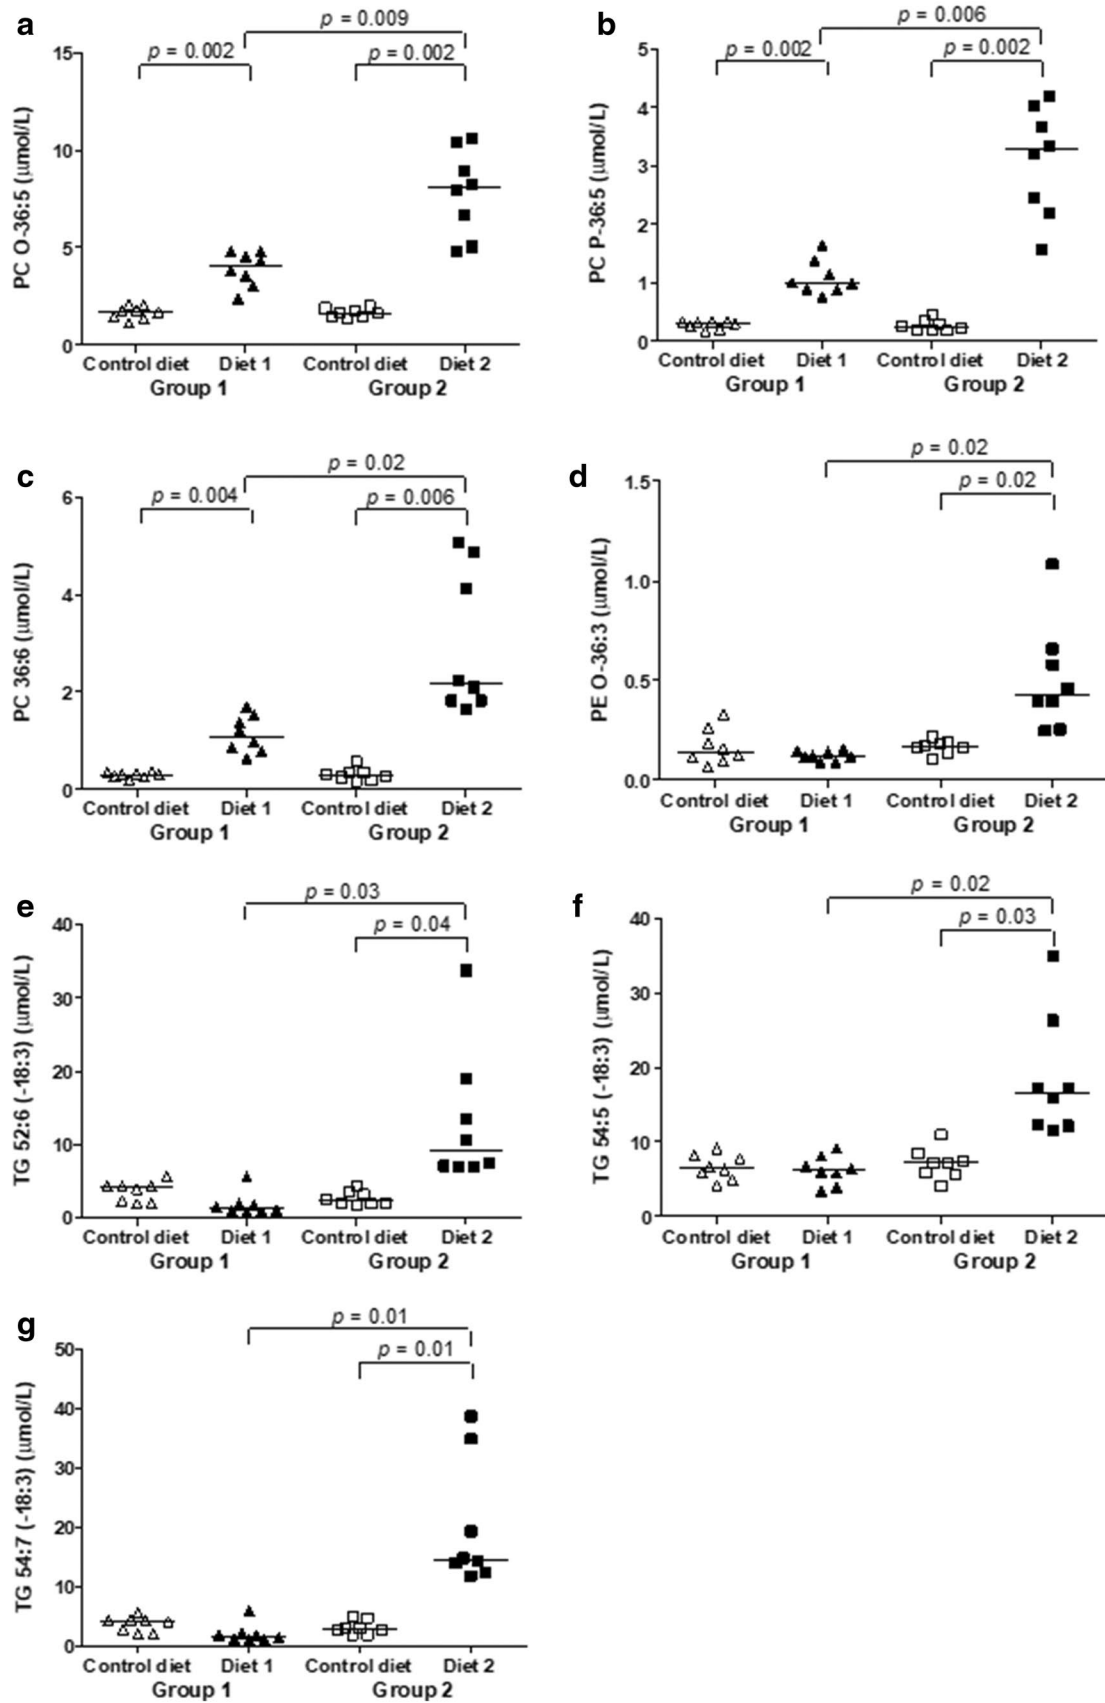 a
p = 0.009
p = 0.002
p = 0.002
PC O-36:5 (μmol/L)
15
10
5
0
Control diet
Diet 1
Control diet
Diet 2
Group 1
Group 2
b
p = 0.006
p = 0.002
p = 0.002
PC P-36:5 (μmol/L)
5
4
3
2
1
0
Control diet
Diet 1
Control diet
Diet 2
Group 1
Group 2
c
p = 0.02
p = 0.004
p = 0.006
PC 36:6 (μmol/L)
6
4
2
0
Control diet
Diet 1
Control diet
Diet 2
Group 1
Group 2
d
p = 0.02
p = 0.02
PE O-36:3 (μmol/L)
1.5
1.0
0.5
0.0
Control diet
Diet 1
Control diet
Diet 2
Group 1
Group 2
e
p = 0.03
p = 0.04
TG 52:6 (-18:3) (μmol/L)
40
30
20
10
0
Control diet
Diet 1
Control diet
Diet 2
Group 1
Group 2
f
p = 0.02
p = 0.03
TG 54:5 (-18:3) (μmol/L)
40
30
20
10
0
Control diet
Diet 1
Control diet
Diet 2
Group 1
Group 2
g
p = 0.01
p = 0.01
TG 54:7 (-18:3) (μmol/L)
50
40
30
20
10
0
Control diet
Diet 1
Control diet
Diet 2
Group 1
Group 2